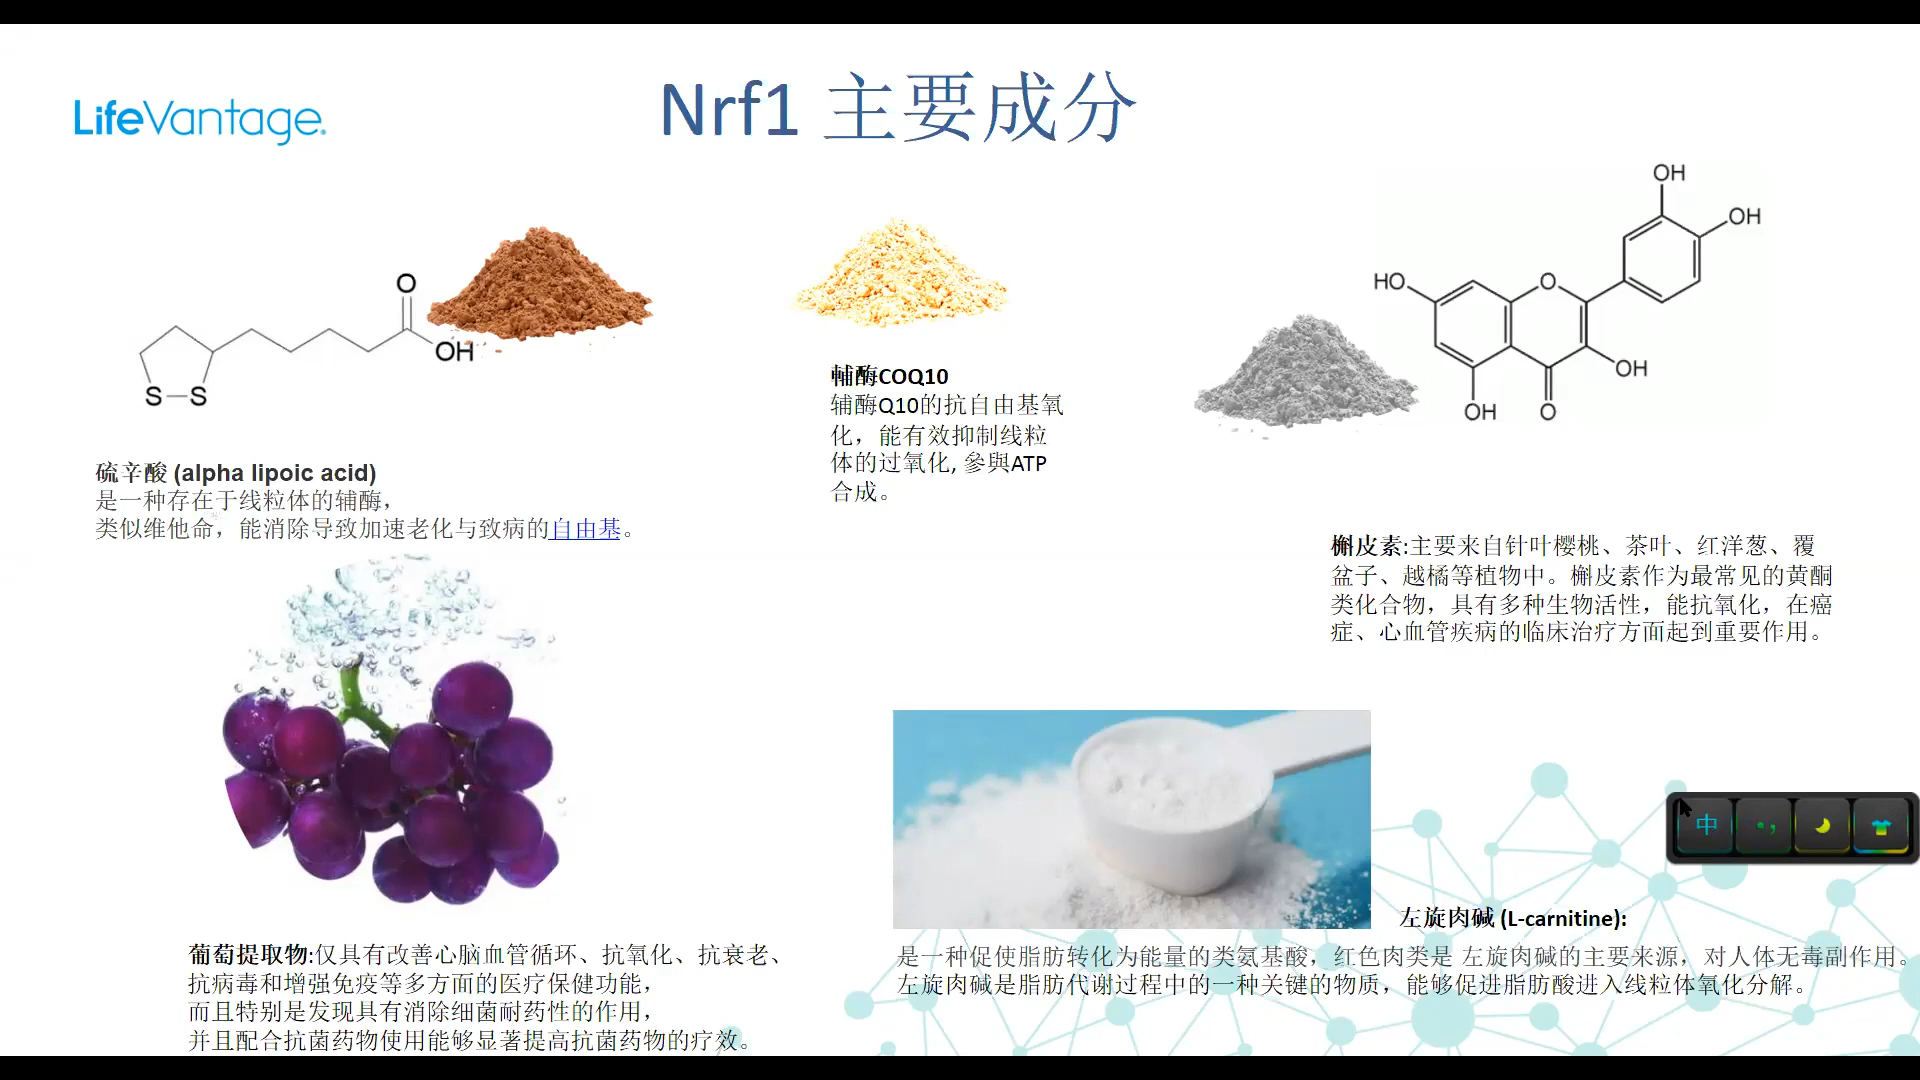 LifeVantage.
Nrf1 主要成分
O
OH
S
S
硫辛酸 (alpha lipoic acid)
是一种存在于线粒体的辅酶，
类似维他命，能消除导致加速老化与致病的自由基。
輔酶COQ10
辅酶Q10的抗自由基氧
化，能有效抑制线粒
体的过氧化, 參與ATP
合成。
OH
OH
HO
O
OH
OH
O
槲皮素:主要来自针叶樱桃、茶叶、红洋葱、覆
盆子、越橘等植物中。槲皮素作为最常见的黄酮
类化合物，具有多种生物活性，能抗氧化，在癌
症、心血管疾病的临床治疗方面起到重要作用。
葡萄提取物:仅具有改善心脑血管循环、抗氧化、抗衰老、
抗病毒和增强免疫等多方面的医疗保健功能，
而且特别是发现具有消除细菌耐药性的作用，
并且配合抗菌药物使用能够显著提高抗菌药物的疗效。
左旋肉碱 (L-carnitine):
是一种促使脂肪转化为能量的类氨基酸，红色肉类是 左旋肉碱的主要来源，对人体无毒副作用。
左旋肉碱是脂肪代谢过程中的一种关键的物质，能够促进脂肪酸进入线粒体氧化分解。
中